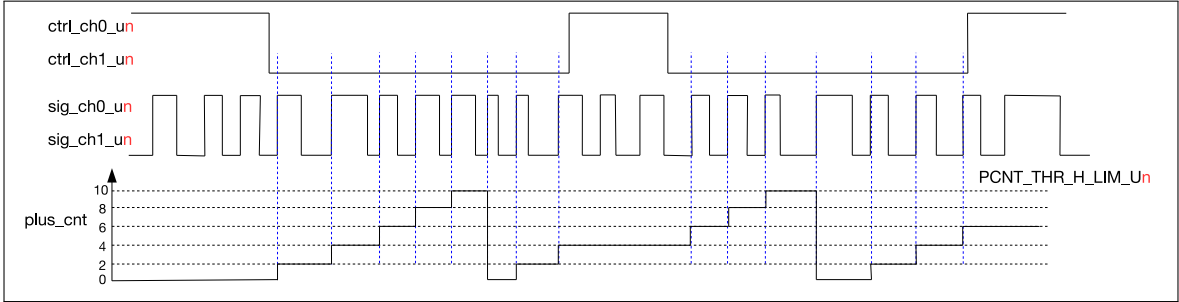 ctrl_ch0_un
ctrl_ch1_un
sig_ch0_un
sig_ch1_un
PCNT_THR_H_LIM_Un
plus_cnt
10
8
6
4
2
0